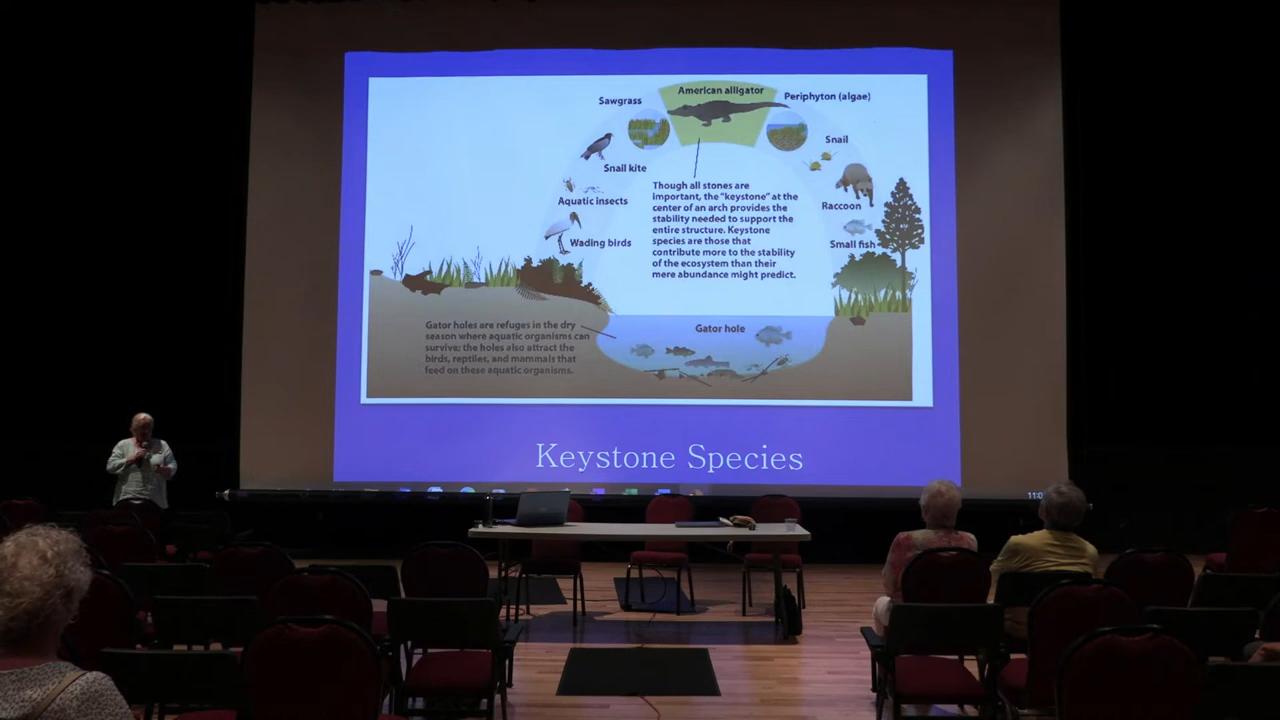 American alligator
Sawgrass
Periphyton (algae)
Snail
Snail kite
Though all stones are
important, the "keystone" at the
center of an arch provides the
stability needed to support the
entire structure. Keystone
species are those that
contribute more to the stability
of the ecosystem than their
mere abundance might predict.
Aquatic insects
Raccoon
Wading birds
Small fish
Gator holes are refuges in the dry
season where aquatic organisms can
survive; the holes also attract the
birds, reptiles, and mammals that
feed on these aquatic organisms.
Gator hole
Keystone Species